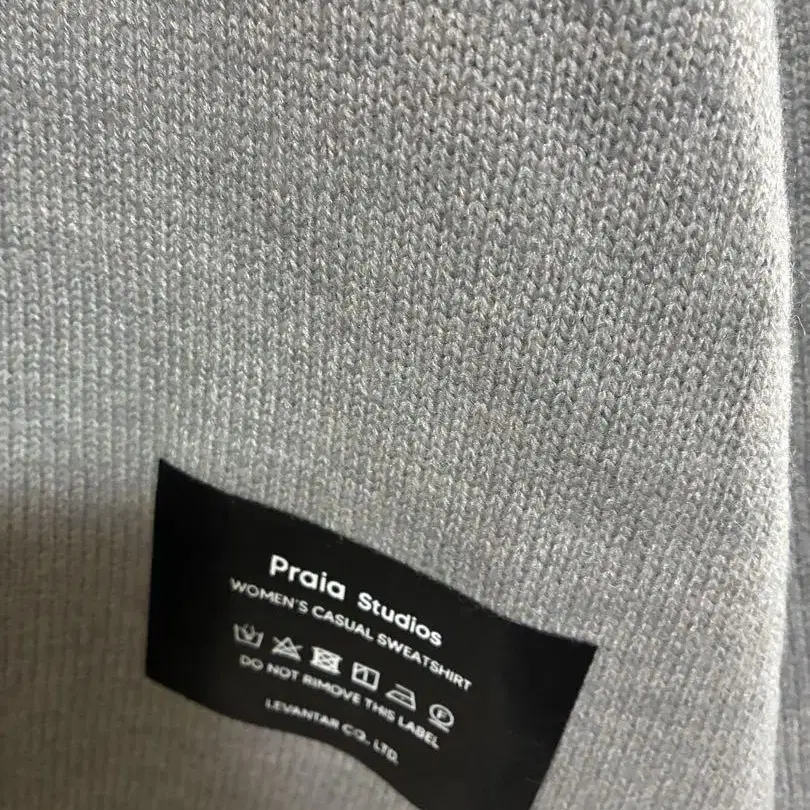 Praia Studios
WOMEN'S CASUAL SWEATSHIRT
DO NOT RIMOVE THIS LABEL
LEVANTAR CO., LTD.